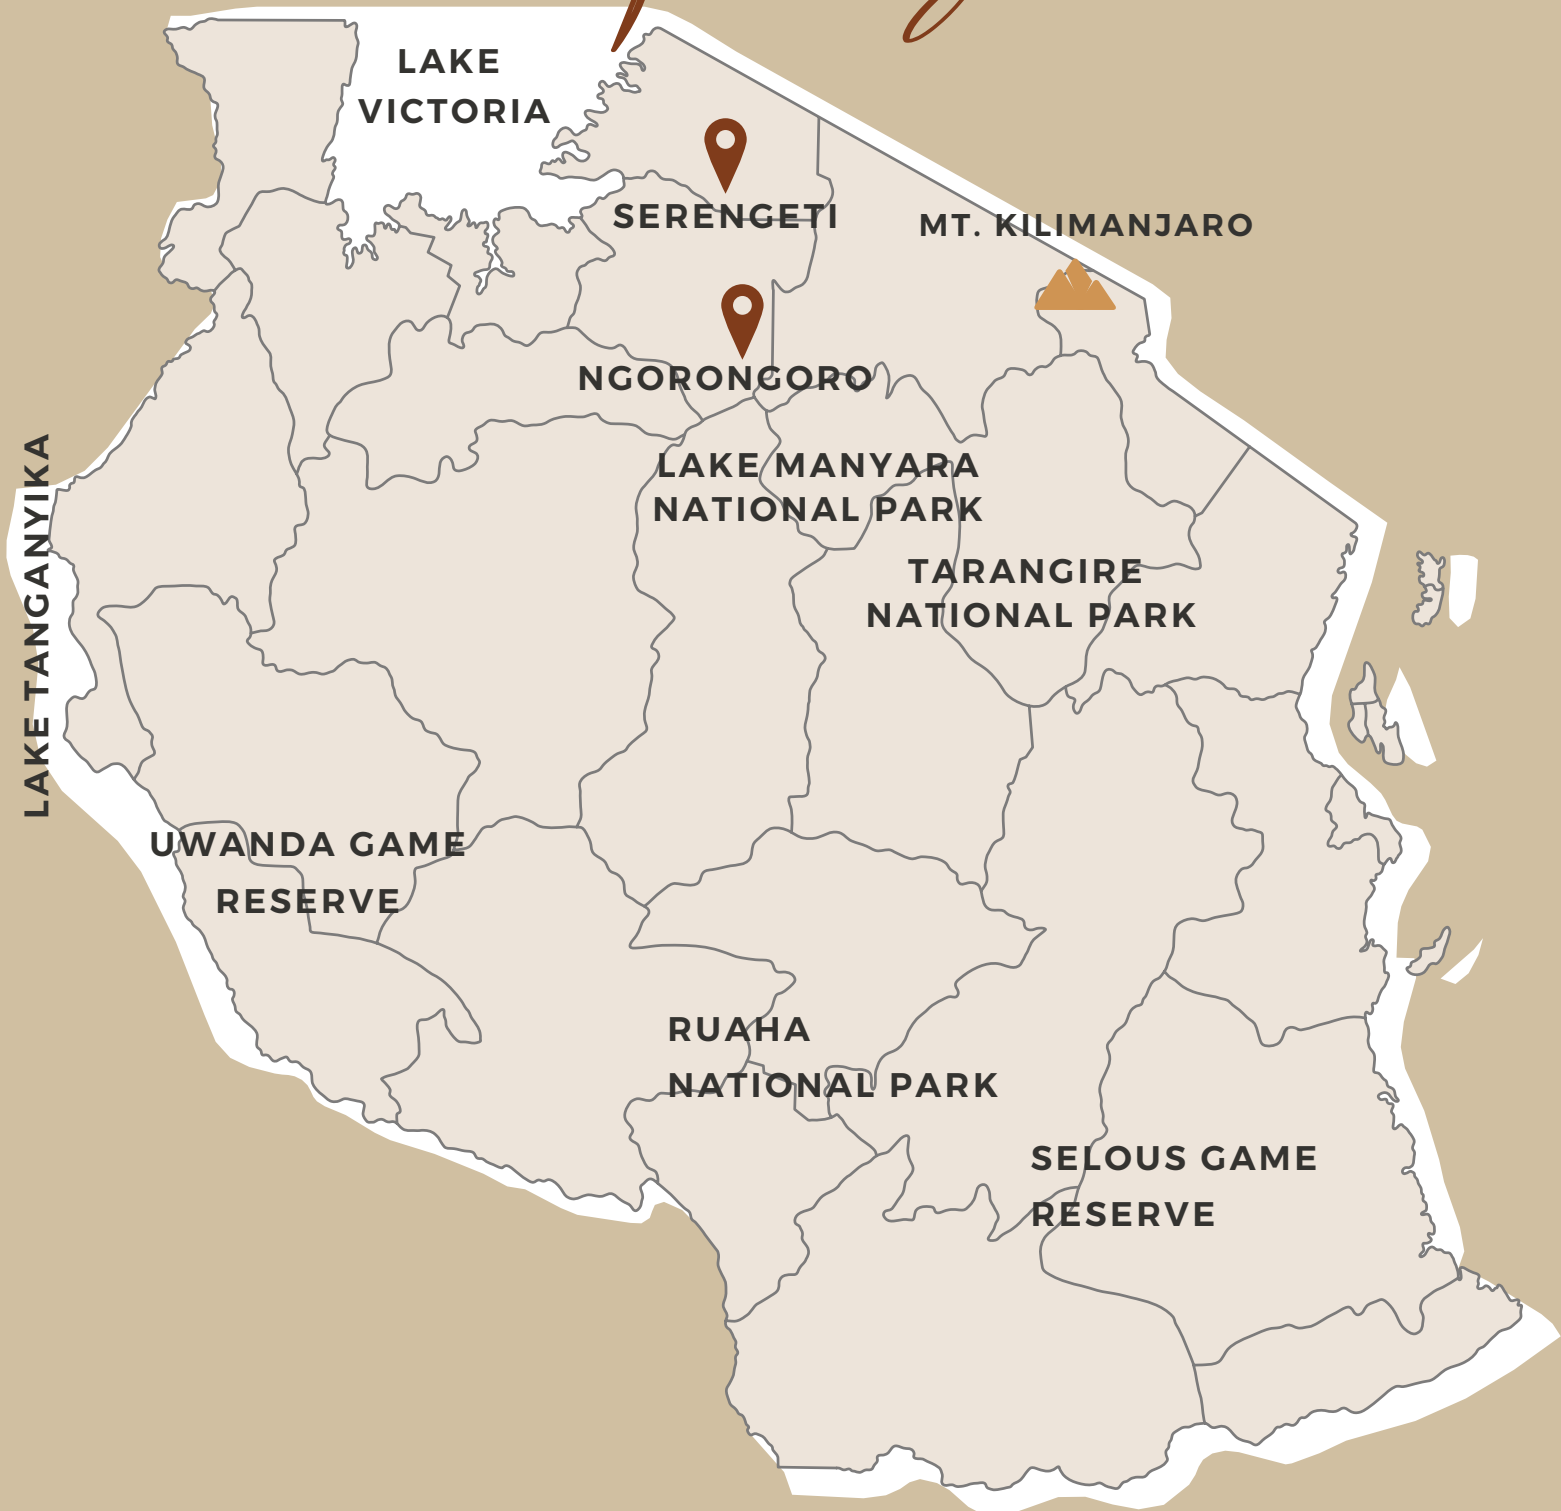 LAKE
VICTORIA
SERENGETI
MT. KILIMANJARO
NGORONGORO
LAKE MANYARA
NATIONAL PARK
TARANGIRE
NATIONAL PARK
LAKE TANGANYIKA
UWANDA GAME
RESERVE
RUAHA
NATIONAL PARK
SELOUS GAME
RESERVE